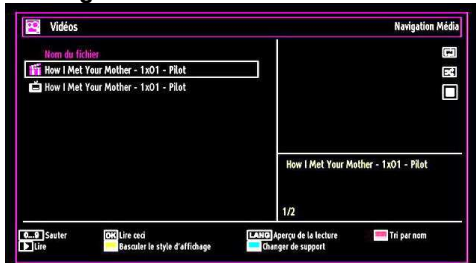 Vidéos
Navigation Média
Nom du fichier
How I Met Your Mother - 1x01 - Pilot
How I Met Your Mother - 1x01 - Pilot
How I Met Your Mother - 1x01 - Pilot
1/2
0...9 Sauter
OK Lire ceci
LANG Aperçu de la lecture
Tri par nom
Lire
Basculer le style d'affichage
Changer de support